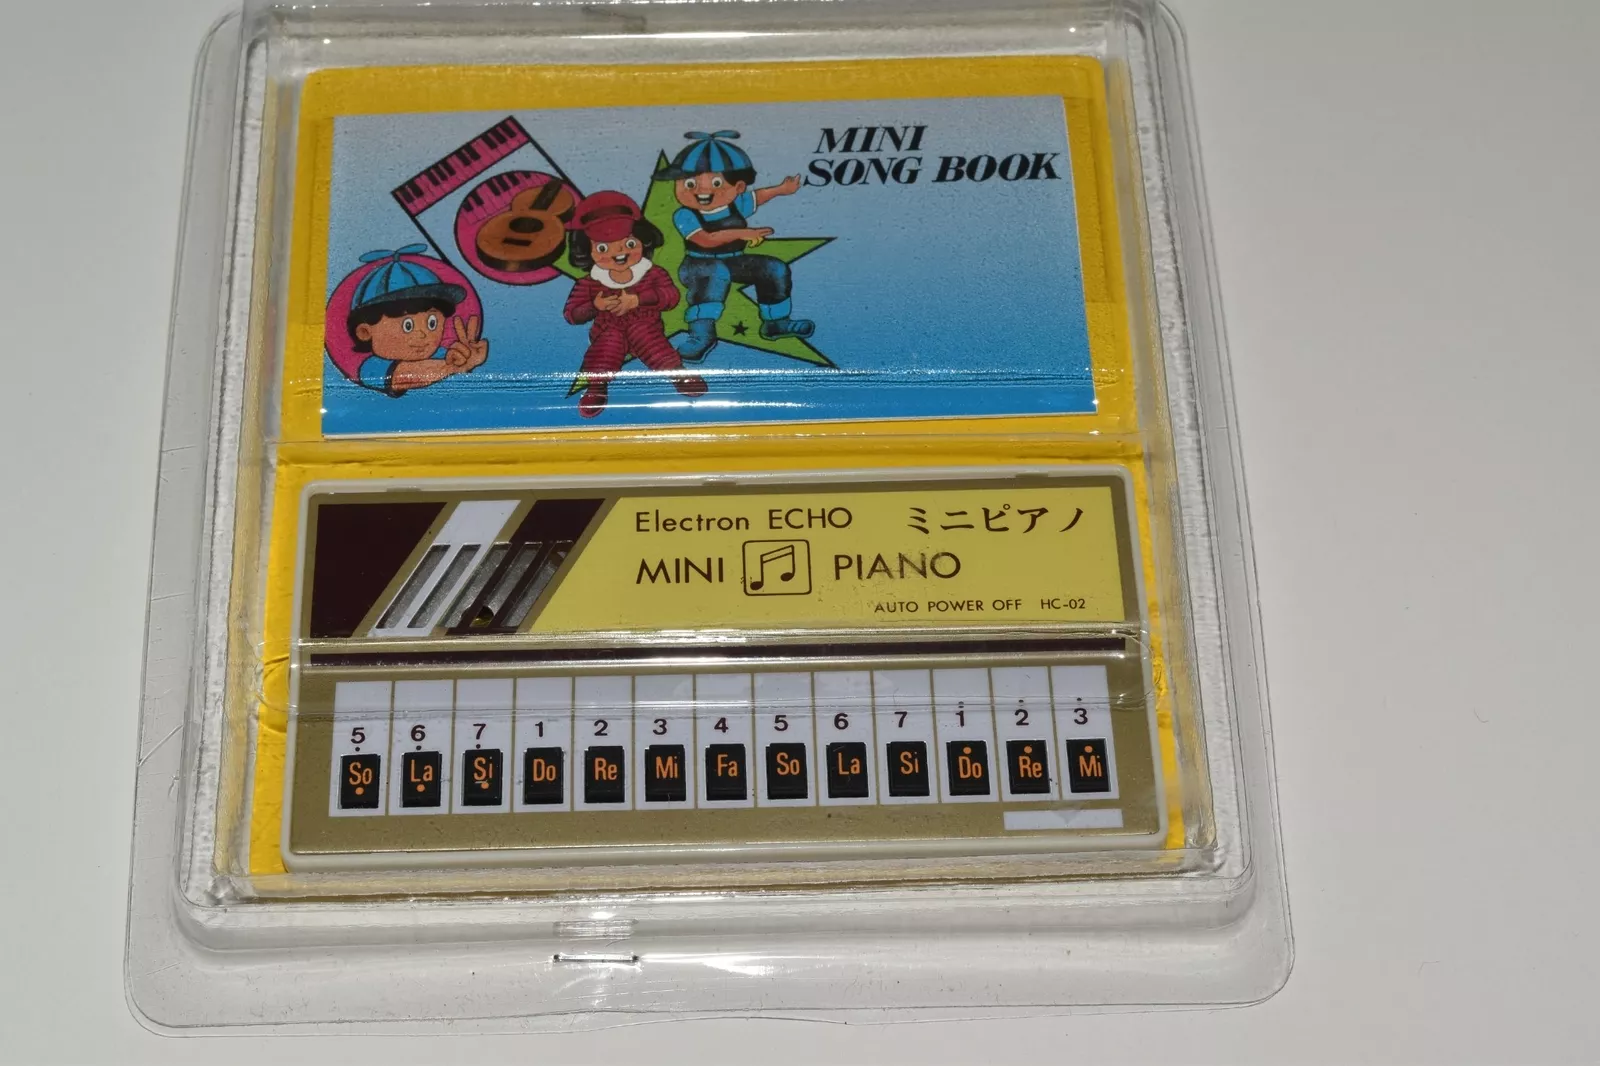 MINI
SONG BOOK
Electron ECHO ミニピアノ
MINI PIANO
AUTO POWER OFF HC-02
5 6 7 1 2 3 4 5 6 7 1 2 3
So La Si Do Re Mi Fa So La Si Do Re Mi